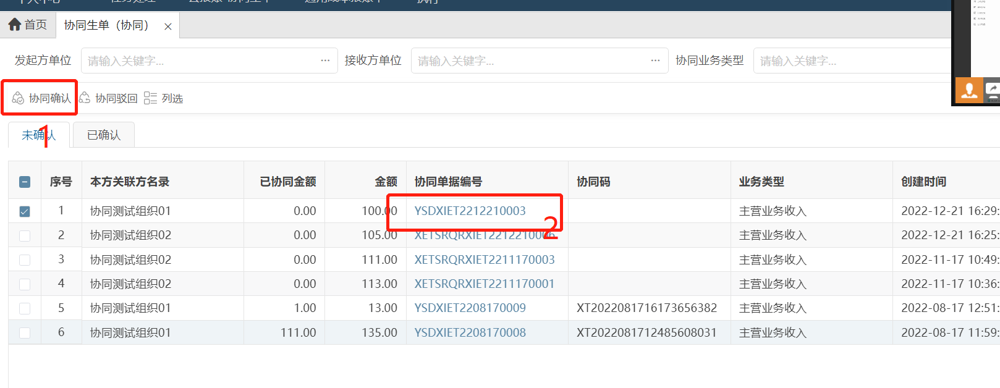 首页 协同生单（协同） ×
发起方单位 请输入关键字... ··· 接收方单位 请输入关键字... ··· 协同业务类型 请输入关键字...
协同确认 协同驳回 列选
1
未确认 已确认
序号 本方关联方名录 已协同金额 金额 协同单据编号 协同码 业务类型 创建时间
1 协同测试组织01 0.00 100.00 YSDXIET2212210003 主营业务收入 2022-12-21 16:29:
2
2 协同测试组织02 0.00 105.00 XETSRQRXIET2212210006 主营业务收入 2022-12-21 16:25:
3 协同测试组织02 0.00 111.00 XETSRQRXIET2211170003 主营业务收入 2022-11-17 10:49:
4 协同测试组织02 0.00 113.00 XETSRQRXIET2211170001 主营业务收入 2022-11-17 10:36:
5 协同测试组织01 1.00 13.00 YSDXIET2208170009 XT2022081716173656382 主营业务收入 2022-08-17 12:51:
6 协同测试组织01 111.00 135.00 YSDXIET2208170008 XT2022081712485608031 主营业务收入 2022-08-17 11:59: